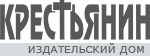 КРЕСТЬЯНИН
ИЗДАТЕЛЬСКИЙ ДОМ